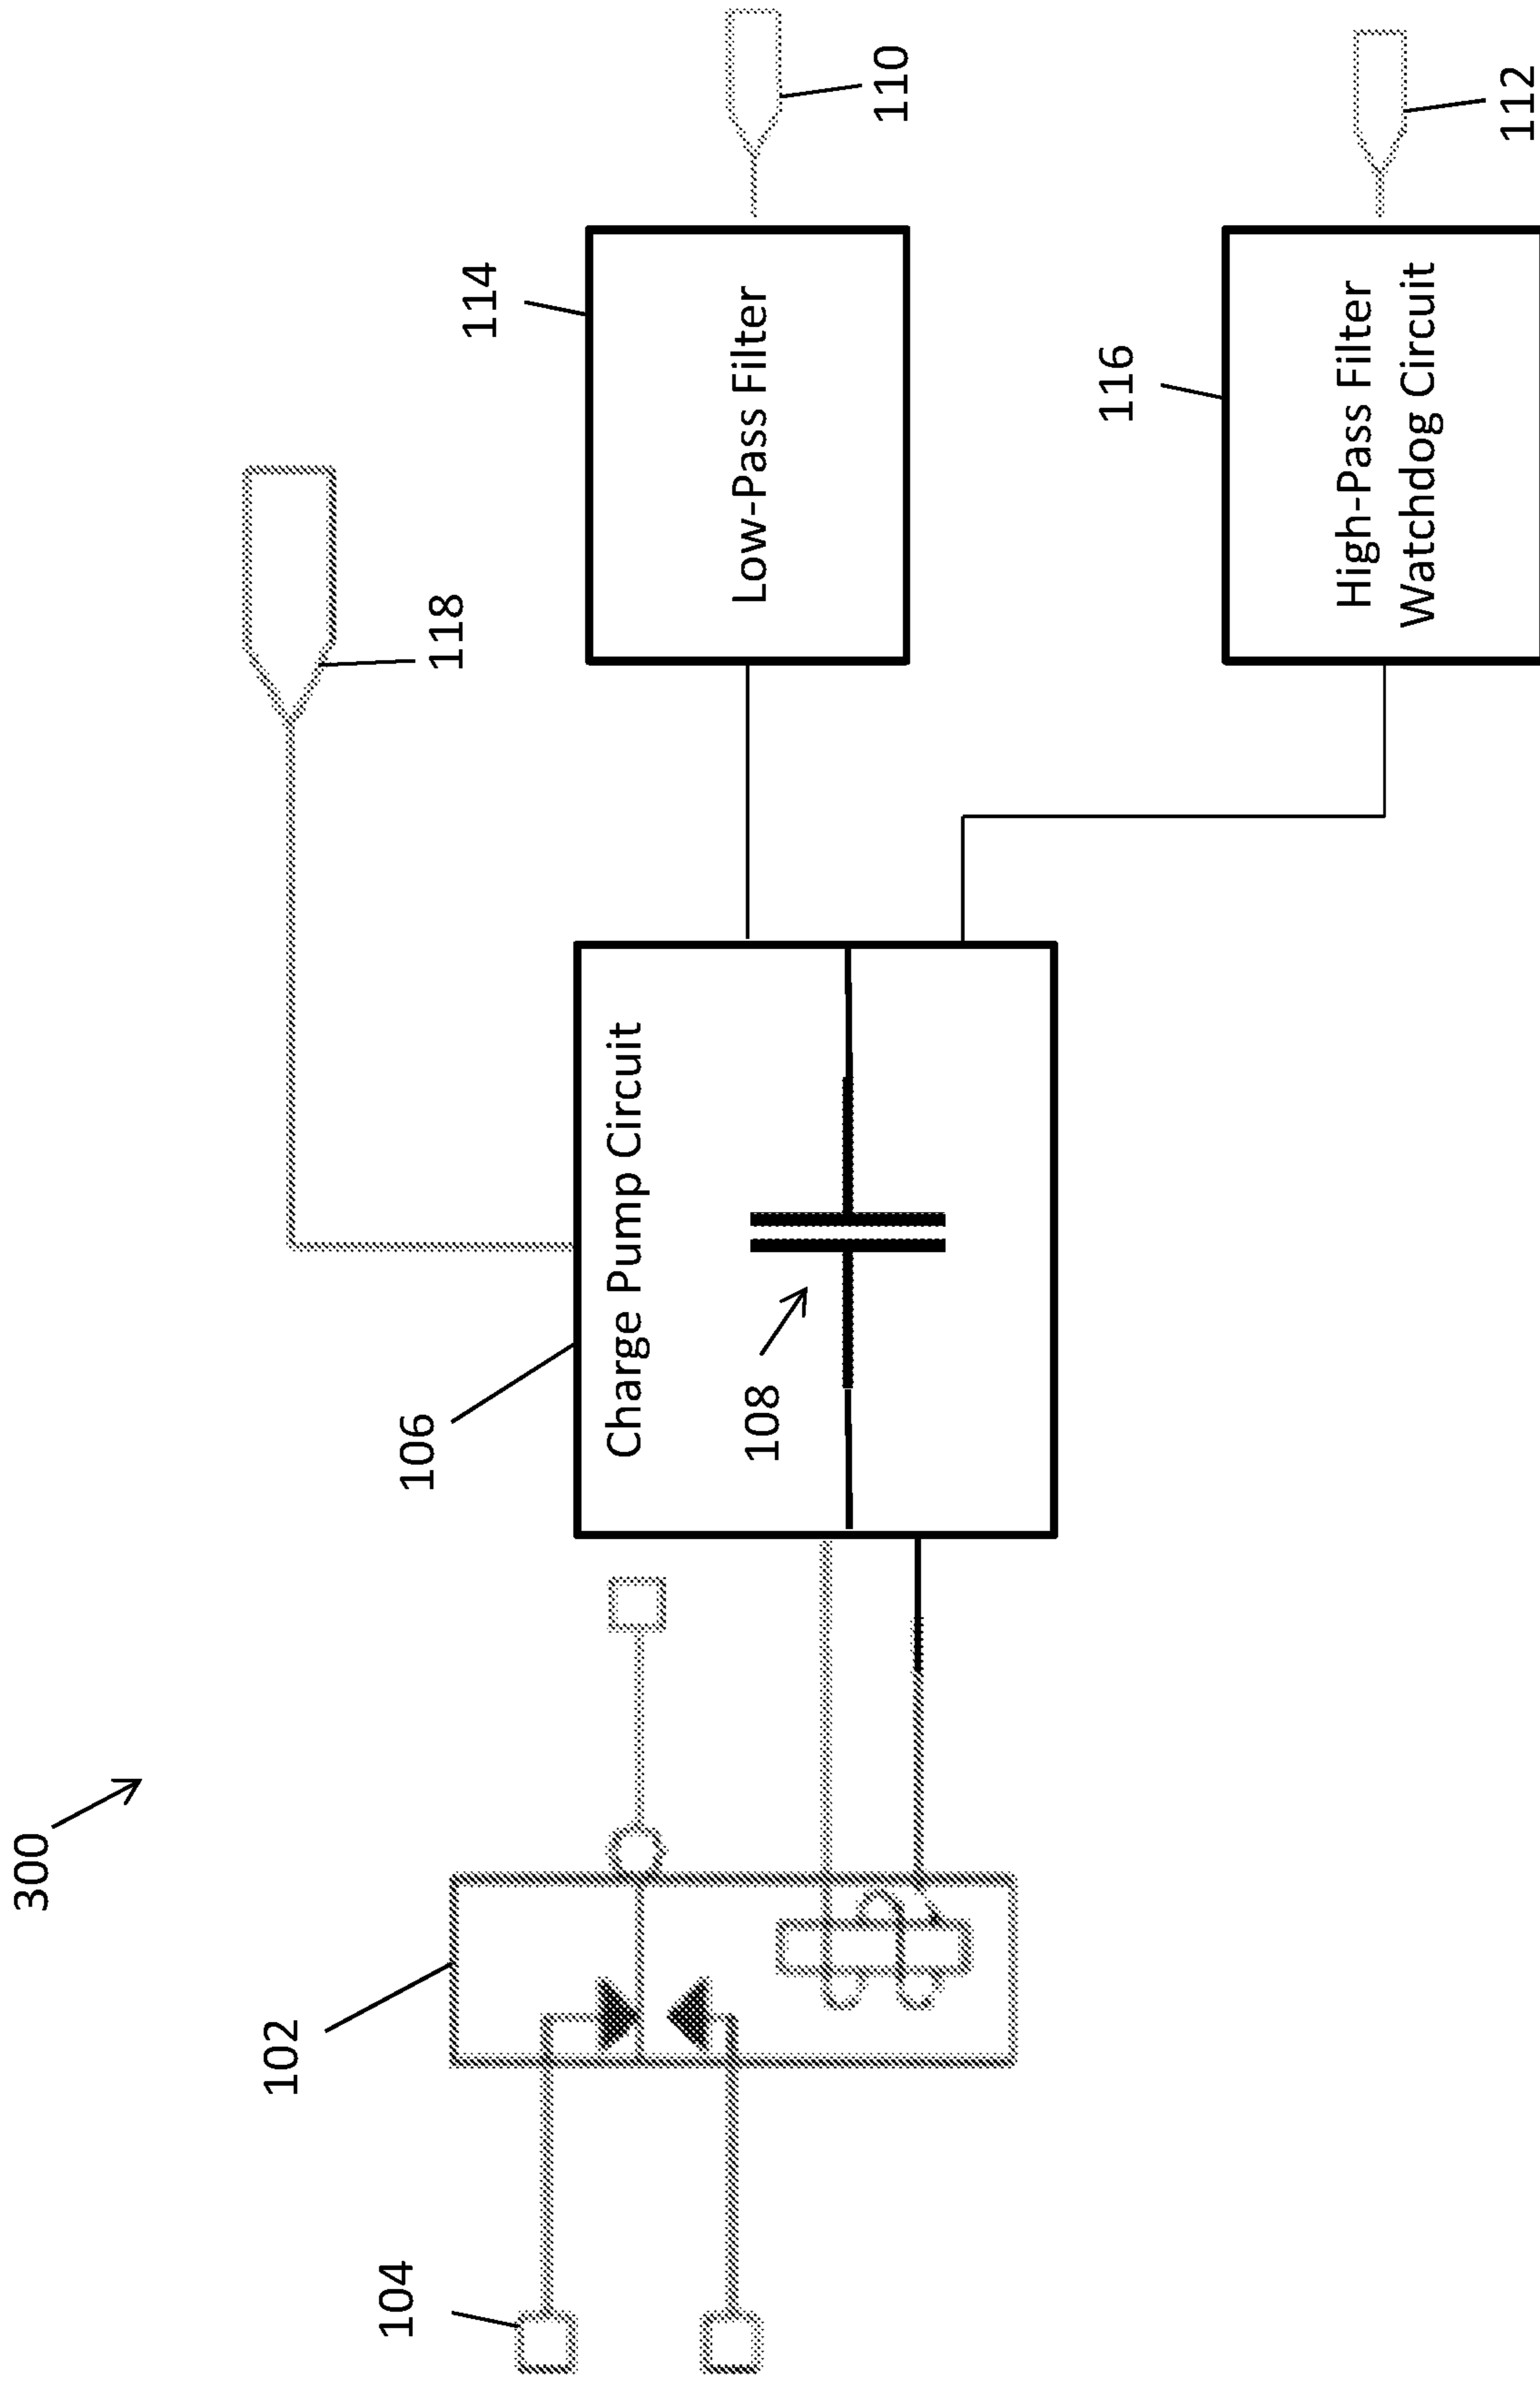 300
102
104
106
Charge Pump Circuit
108
118
114
Low-Pass Filter
110
116
High-Pass Filter
Watchdog Circuit
112